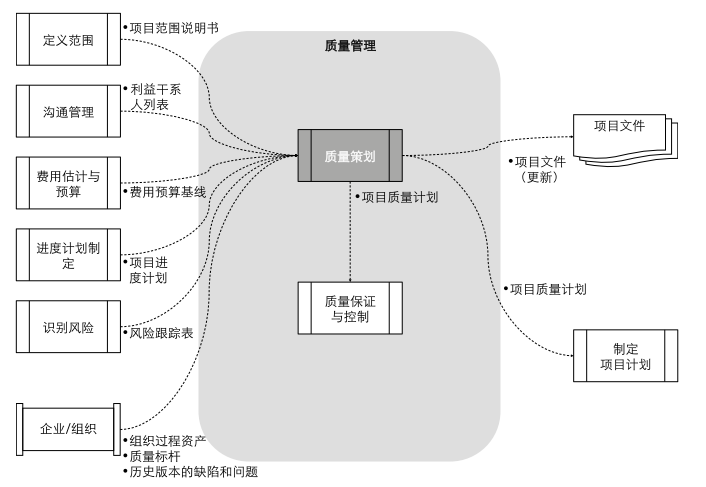 定义范围
•项目范围说明书
质量管理
沟通管理
•利益干系
人列表
质量策划
项目文件
•项目文件
（更新）
费用估计与
预算
•费用预算基线
•项目质量计划
进度计划制
定
•项目进
度计划
•项目质量计划
质量保证
与控制
识别风险
•风险跟踪表
制定
项目计划
企业/组织
•组织过程资产
•质量标杆
•历史版本的缺陷和问题